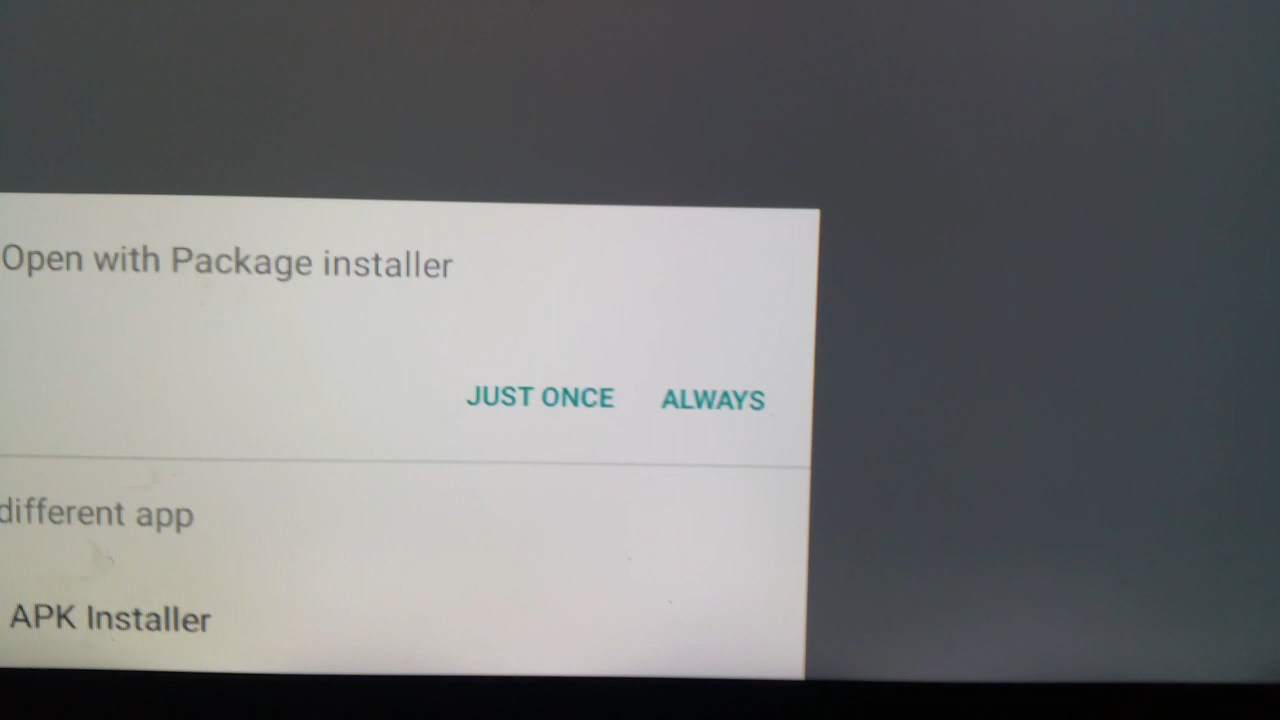 Open with Package installer
JUST ONCE ALWAYS
different app
APK Installer